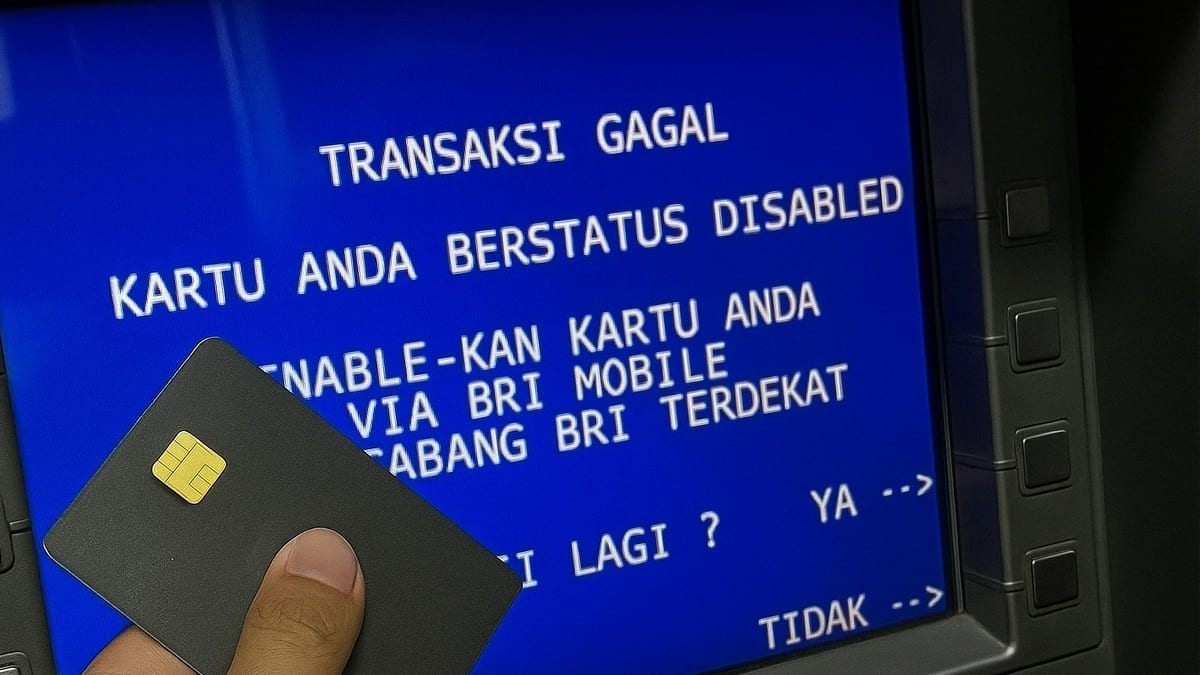 TRANSAKSI GAGAL
KARTU ANDA BERSTATUS DISABLED
ENABLE-KAN KARTU ANDA
VIA BRI MOBILE
CABANG BRI TERDEKAT
LAGI ?
YA -->
TIDAK -->